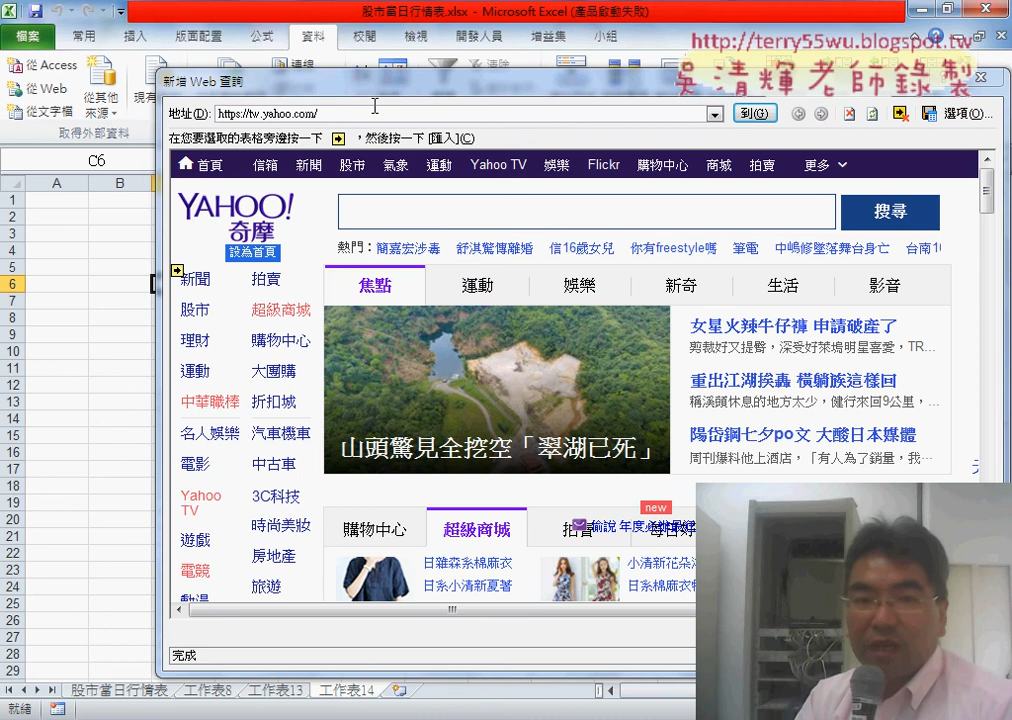 股市當日行情表.xlsx - Microsoft Excel (產品啟動失敗)
檔案 常用 插入 版面配置 公式 資料 校閱 檢視 開發人員 增益集 小組
http://terry55wu.blogspot.tw
吳清輝老師錄製
從 Access
從 Web
從文字檔
從其他
來源
現有
連線
清除
取得外部資料
新增 Web 查詢
地址(D): https://tw.yahoo.com/ 到(G) 選項(O)...
在您要選取的表格旁邊按一下 ，然後按一下 [匯入](C)
C6
A B
1
2
3
4
5
6
7
8
9
10
11
12
13
14
15
16
17
18
19
20
21
22
23
24
25
26
27
28
29
首頁 信箱 新聞 股市 氣象 運動 Yahoo TV 娛樂 Flickr 購物中心 商城 拍賣 更多
YAHOO!
奇摩
設為首頁
搜尋
熱門： 簡嘉宏涉毒 舒淇驚傳離婚 信16歲女兒 你有freestyle嗎 筆電 中嶋修墜落舞台身亡 台南10
新聞 拍賣
股市 超級商城
理財 購物中心
運動 大團購
中華職棒 折扣城
名人娛樂 汽車機車
電影 中古車
Yahoo TV 3C科技
遊戲 時尚美妝
電競 房地產
動漫 旅遊
焦點 運動 娛樂 新奇 生活 影音
山頭驚見全挖空「翠湖已死」
女星火辣牛仔褲 申請破產了
剪裁好又提臀，深受好萊塢明星喜愛，TR...
重出江湖挨轟 橫躺族這樣回
稱溪頭休息的地方太少，健行來回9公里，...
陽岱鋼七夕po文 大酸日本媒體
周刊爆料他上酒店，「有人為了銷量，我...
new
購物中心 超級商城 拍賣 每日好
日雜森系棉麻衣
日系小清新夏著
小清新花朵
日系棉麻衣
完成
股市當日行情表 工作表8 工作表13 工作表14
就緒